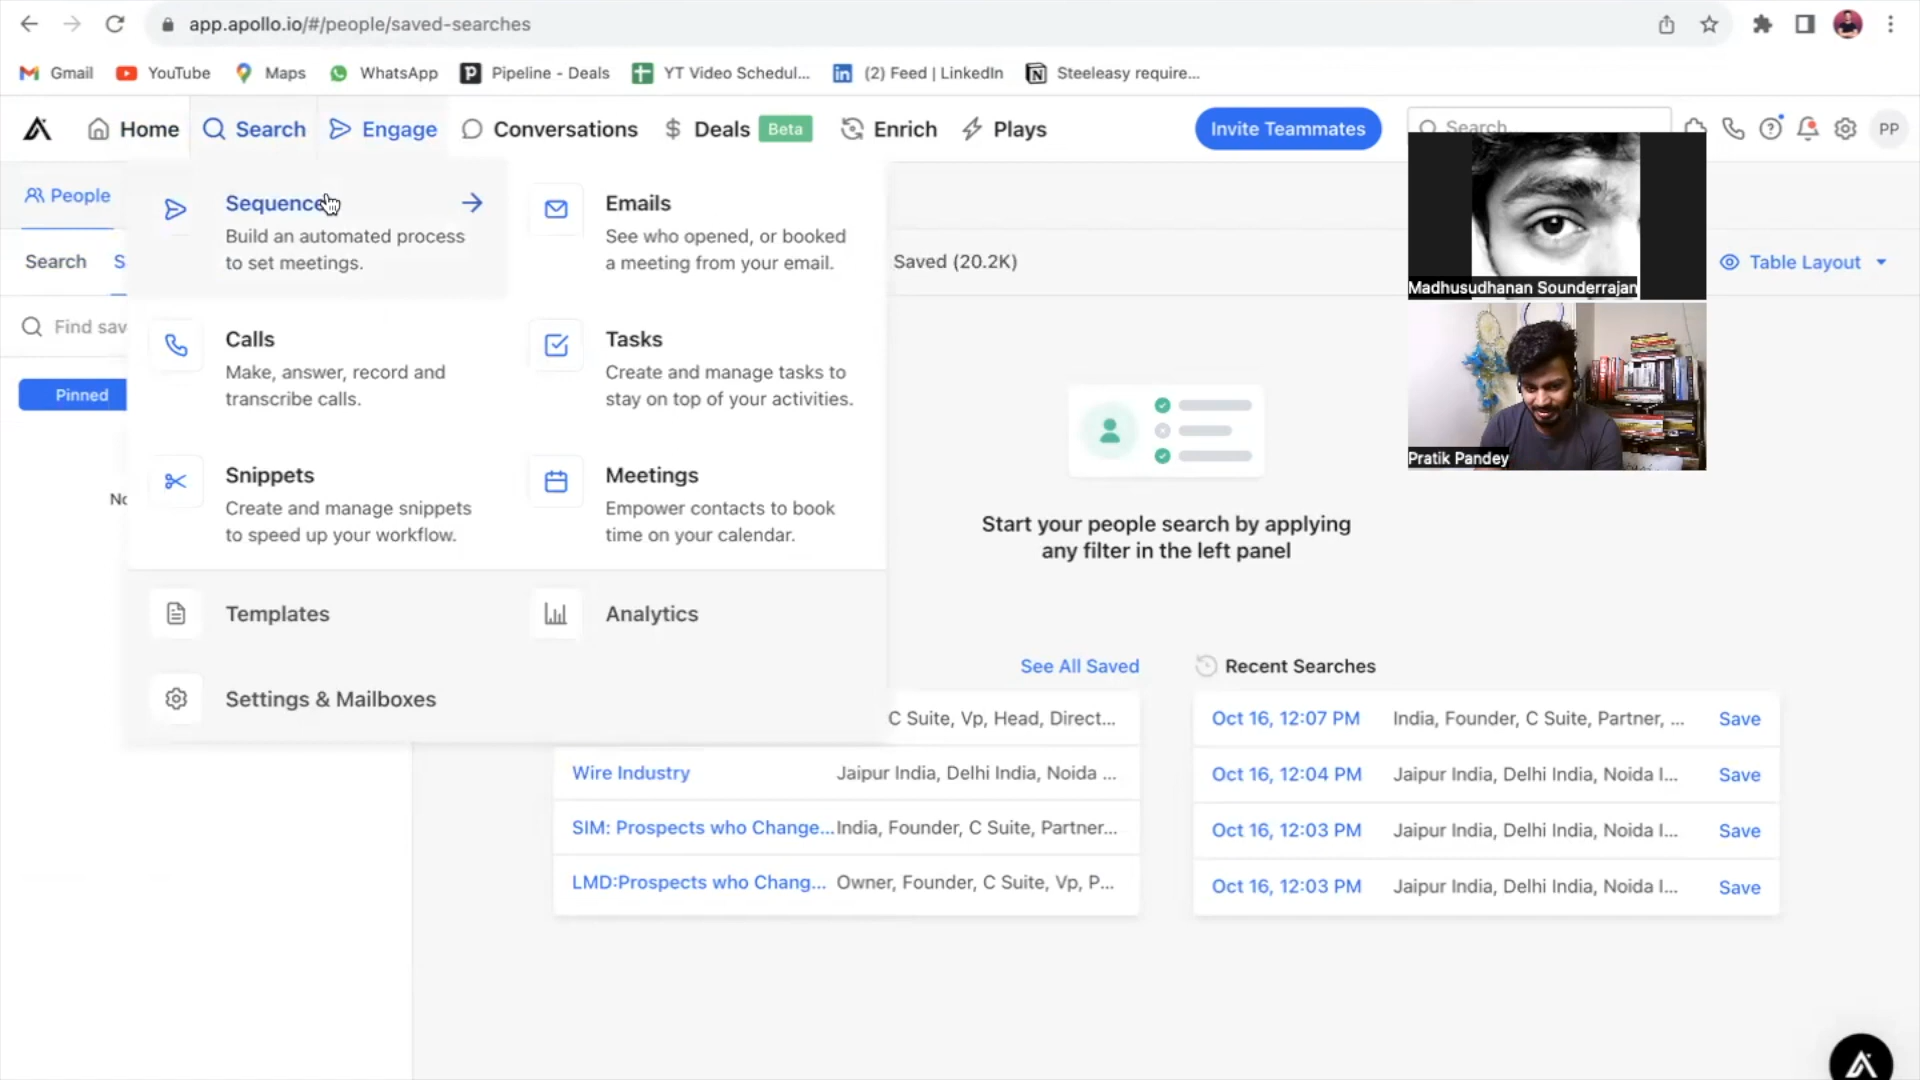 app.apollo.io/#/people/saved-searches
Gmail YouTube Maps WhatsApp Pipeline - Deals YT Video Schedul... (2) Feed | LinkedIn Steeleasy require...
Home Search Engage Conversations Deals Beta Enrich Plays Invite Teammates Search PP
People
Search S
Find sav
Pinned
No
Build an automated process
to set meetings.
Emails
See who opened, or booked
a meeting from your email.
Calls
Make, answer, record and
transcribe calls.
Tasks
Create and manage tasks to
stay on top of your activities.
Snippets
Create and manage snippets
to speed up your workflow.
Meetings
Empower contacts to book
time on your calendar.
Templates
Analytics
Settings & Mailboxes
Saved (20.2K)
Table Layout
Madhusudhanan Sounderrajan
Pratik Pandey
Start your people search by applying
any filter in the left panel
See All Saved
C Suite, Vp, Head, Direct...
Wire Industry Jaipur India, Delhi India, Noida ...
SIM: Prospects who Change... India, Founder, C Suite, Partner...
LMD:Prospects who Chang... Owner, Founder, C Suite, Vp, P...
Recent Searches
Oct 16, 12:07 PM India, Founder, C Suite, Partner, ... Save
Oct 16, 12:04 PM Jaipur India, Delhi India, Noida I... Save
Oct 16, 12:03 PM Jaipur India, Delhi India, Noida I... Save
Oct 16, 12:03 PM Jaipur India, Delhi India, Noida I... Save